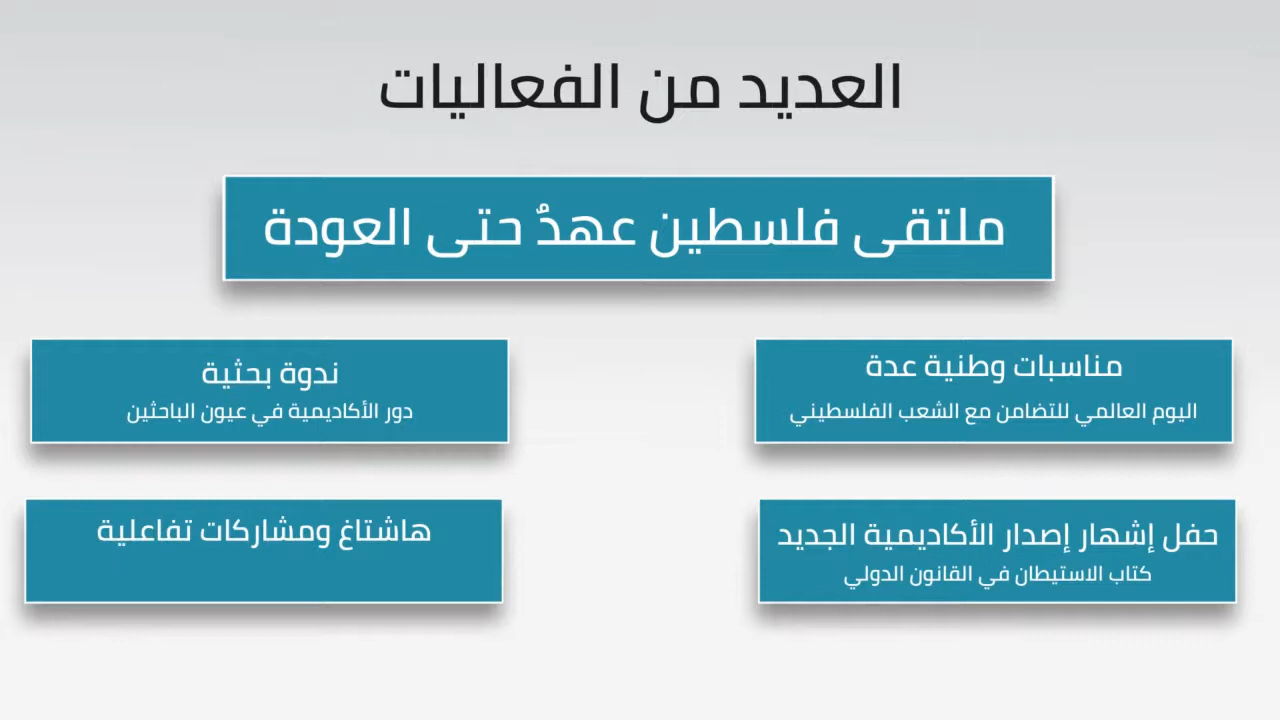 العديد من الفعاليات
ملتقى فلسطين عهدٌ حتى العودة
مناسبات وطنية عدة
اليوم العالمي للتضامن مع الشعب الفلسطيني
ندوة بحثية
دور الأكاديمية في عيون الباحثين
حفل إشهار إصدار الأكاديمية الجديد
كتاب الاستيطان في القانون الدولي
هاشتاغ ومشاركات تفاعلية